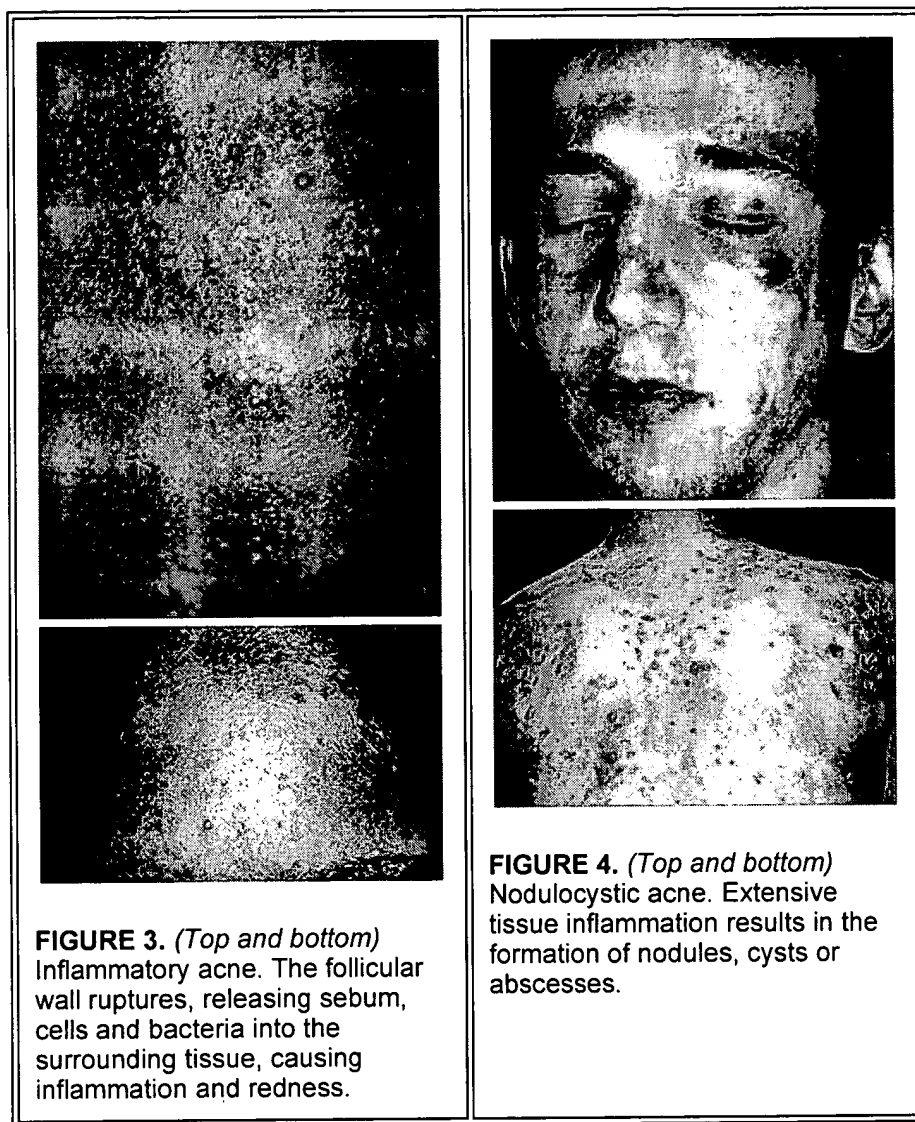 FIGURE 3. (Top and bottom)
Inflammatory acne. The follicular
wall ruptures, releasing sebum,
cells and bacteria into the
surrounding tissue, causing
inflammation and redness.
FIGURE 4. (Top and bottom)
Nodulocystic acne. Extensive
tissue inflammation results in the
formation of nodules, cysts or
abscesses.